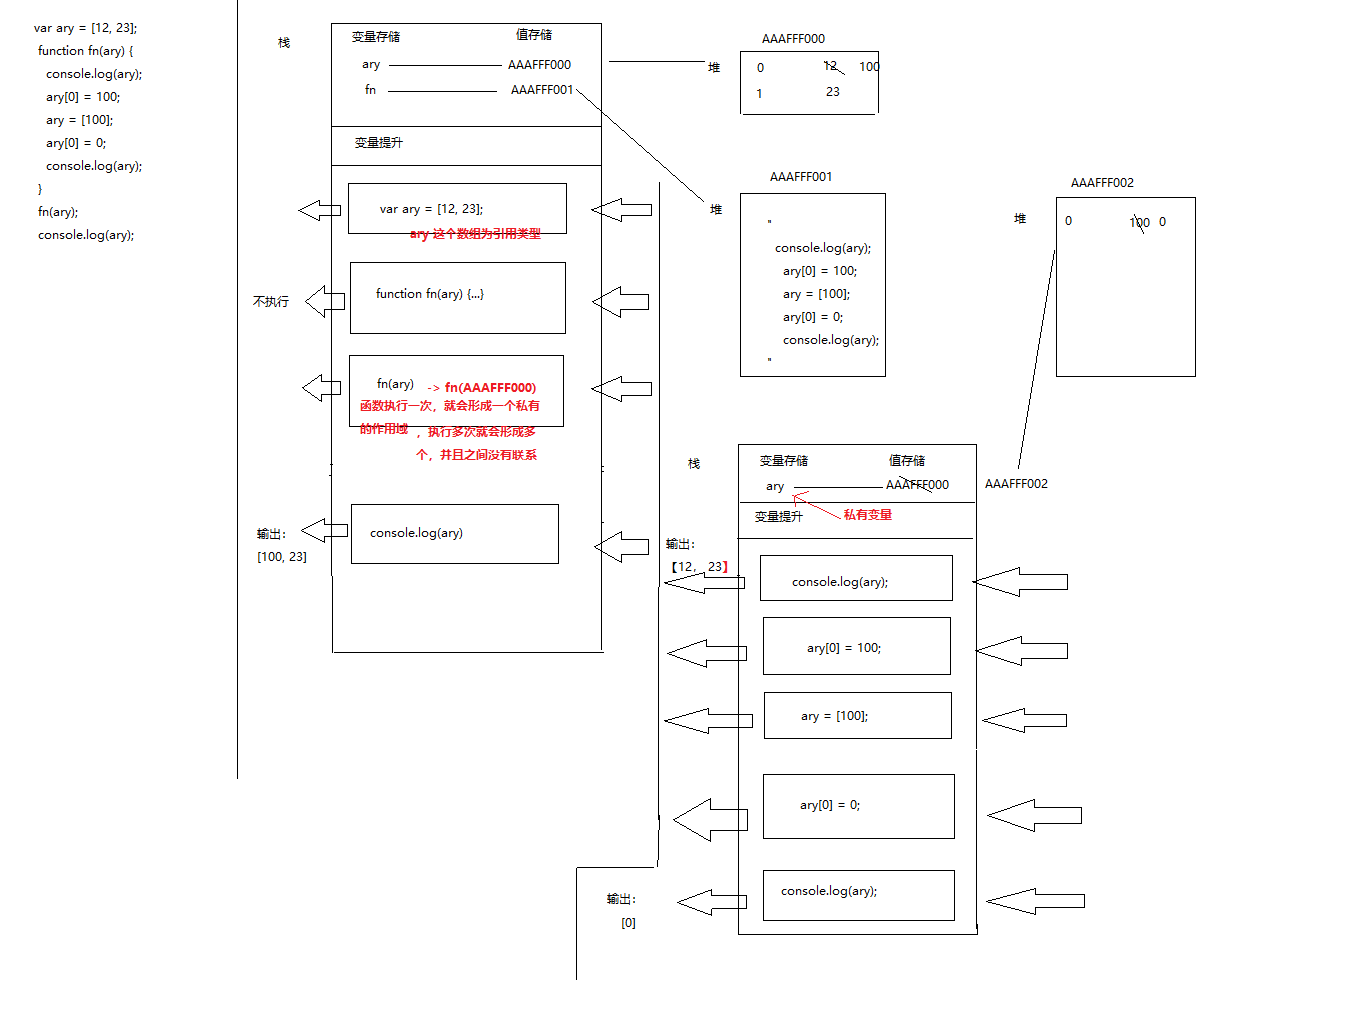 var ary = [12, 23];
function fn(ary) {
console.log(ary);
ary[0] = 100;
ary = [100];
ary[0] = 0;
console.log(ary);
}
fn(ary);
console.log(ary);
栈
变量存储 值存储
ary AAAFFF000
fn AAAFFF001
变量提升
var ary = [12, 23];
ary 这个数组为引用类型
不执行
function fn(ary) {...}
fn(ary) -> fn(AAAFFF000)
函数执行一次，就会形成一个私有
的作用域 ，执行多次就会形成多
个，并且之间没有联系
输出：
[100, 23]
console.log(ary)
堆
AAAFFF000
0 12 100
1 23
堆
AAAFFF001
"
console.log(ary);
ary[0] = 100;
ary = [100];
ary[0] = 0;
console.log(ary);
"
堆
AAAFFF002
0 100 0
栈
变量存储 值存储
ary AAAFFF000 AAAFFF002
变量提升 私有变量
输出：
【12， 23】
console.log(ary);
ary[0] = 100;
ary = [100];
ary[0] = 0;
console.log(ary);
输出：
[0]